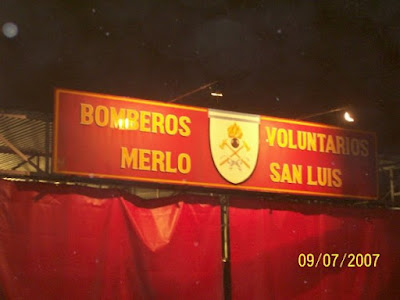 BOMBEROS VOLUNTARIOS
MERLO SAN LUIS
09/07/2007